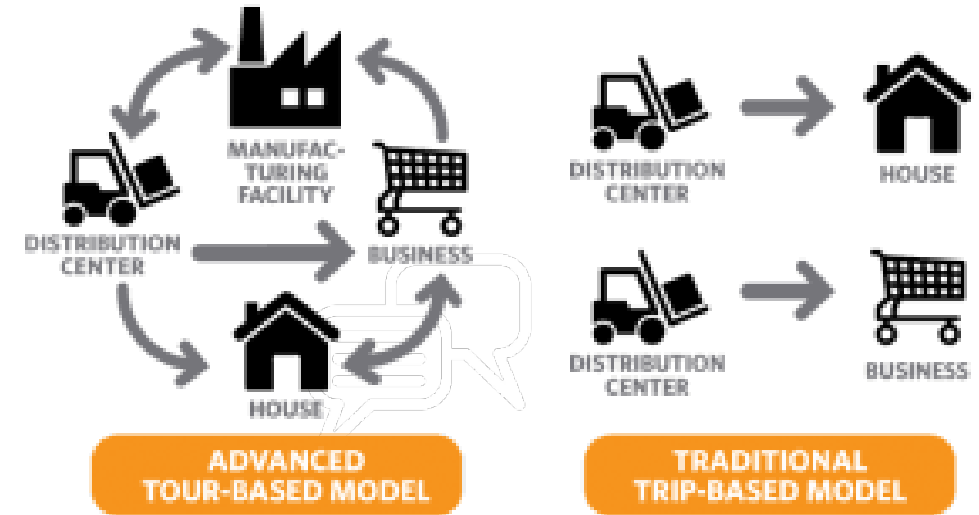 MANUFAC-
TURING
FACILITY
DISTRIBUTION
CENTER
BUSINESS
HOUSE
ADVANCED
TOUR-BASED MODEL
DISTRIBUTION
CENTER
HOUSE
DISTRIBUTION
CENTER
BUSINESS
TRADITIONAL
TRIP-BASED MODEL